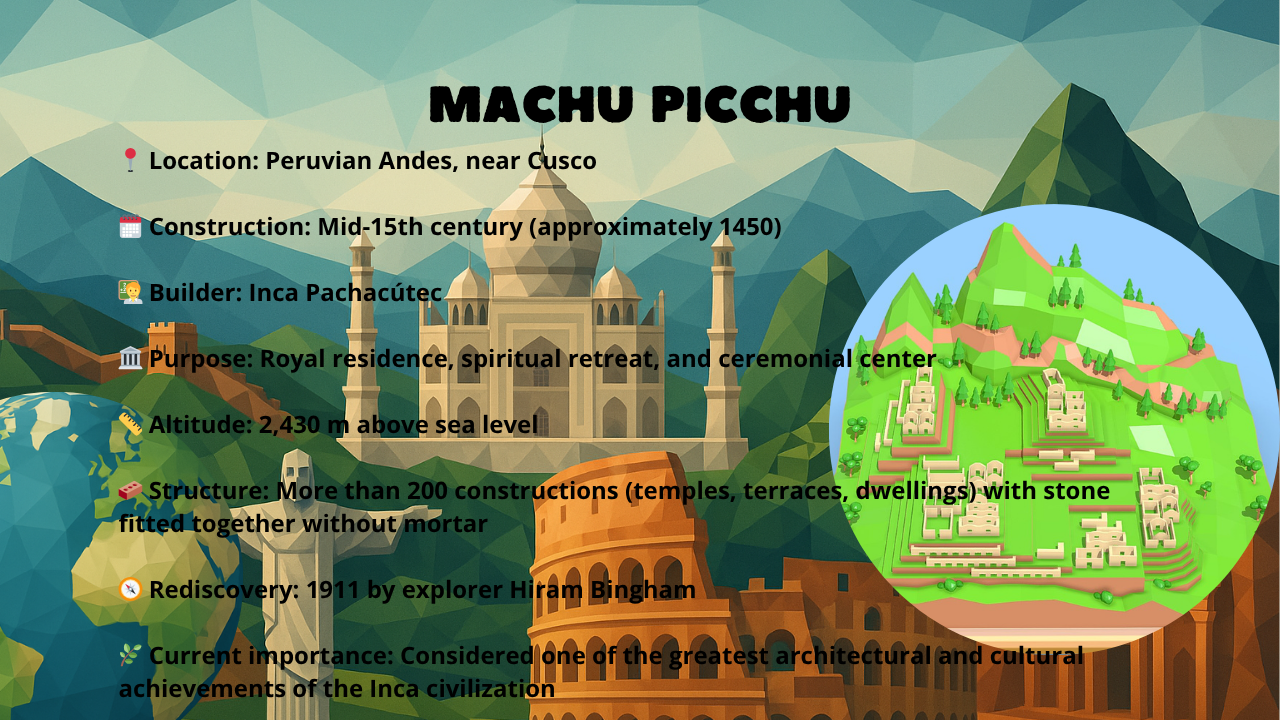 MACHU PICCHU
📍 Location: Peruvian Andes, near Cusco
📅 Construction: Mid-15th century (approximately 1450)
👩‍🏫 Builder: Inca Pachacútec
🏛️ Purpose: Royal residence, spiritual retreat, and ceremonial center
📏 Altitude: 2,430 m above sea level
🧱 Structure: More than 200 constructions (temples, terraces, dwellings) with stone
fitted together without mortar
🧭 Rediscovery: 1911 by explorer Hiram Bingham
🌿 Current importance: Considered one of the greatest architectural and cultural
achievements of the Inca civilization